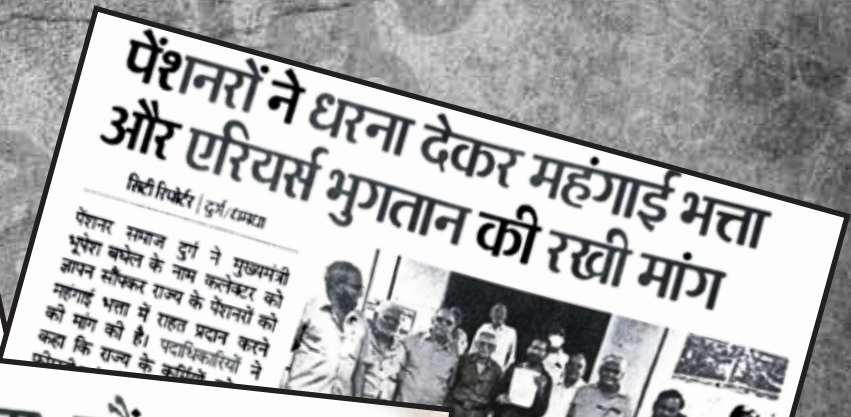 पेंशनरों ने धरना देकर महंगाई भत्ता
और एरियर्स भुगतान की रखी मांग
सिटी रिपोर्टर | दुर्ग/धमधा
पेंशनर समाज दुर्ग ने मुख्यमंत्री
भूपेश बघेल के नाम कलेक्टर को
ज्ञापन सौंपकर राज्य के पेंशनरों को
महंगाई भत्ता में राहत प्रदान करने
की मांग की है। पदाधिकारियों ने
कहा कि राज्य के